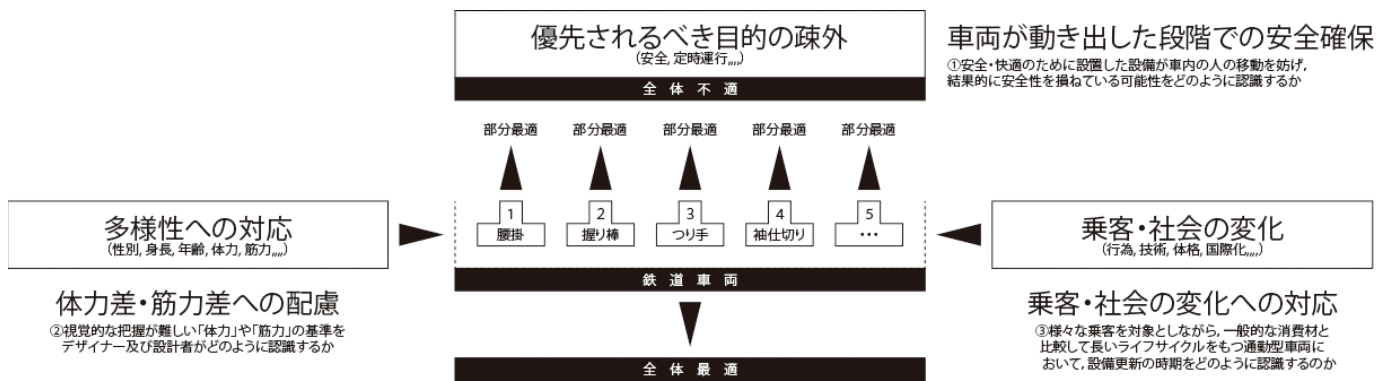 優先されるべき目的の疎外
(安全, 定時運行,,,,)
全体不適
車両が動き出した段階での安全確保
①安全・快適のために設置した設備が車内の人の移動を妨げ,
結果的に安全性を損ねている可能性をどのように認識するか
部分最適 部分最適 部分最適 部分最適 部分最適
多様性への対応
(性別, 身長, 年齢, 体力, 筋力,,,,)
体力差・筋力差への配慮
②視覚的な把握が難しい「体力」や「筋力」の基準を
デザイナー及び設計者がどのように認識するか
1 2 3 4 5
腰掛 握り棒 つり手 袖仕切り ・・・
鉄道車両
全体最適
乗客・社会の変化
(行為, 技術, 体格, 国際化,,,,)
乗客・社会の変化への対応
③様々な乗客を対象としながら, 一般的な消費材と
比較して長いライフサイクルをもつ通勤型車両に
おいて, 設備更新の時期をどのように認識するのか